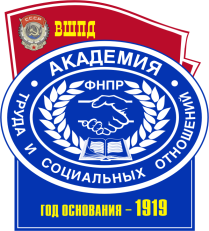 СССР
ВШПД
АКАДЕМИЯ
ТРУДА И СОЦИАЛЬНЫХ ОТНОШЕНИЙ
ФНПР
ГОД ОСНОВАНИЯ – 1919